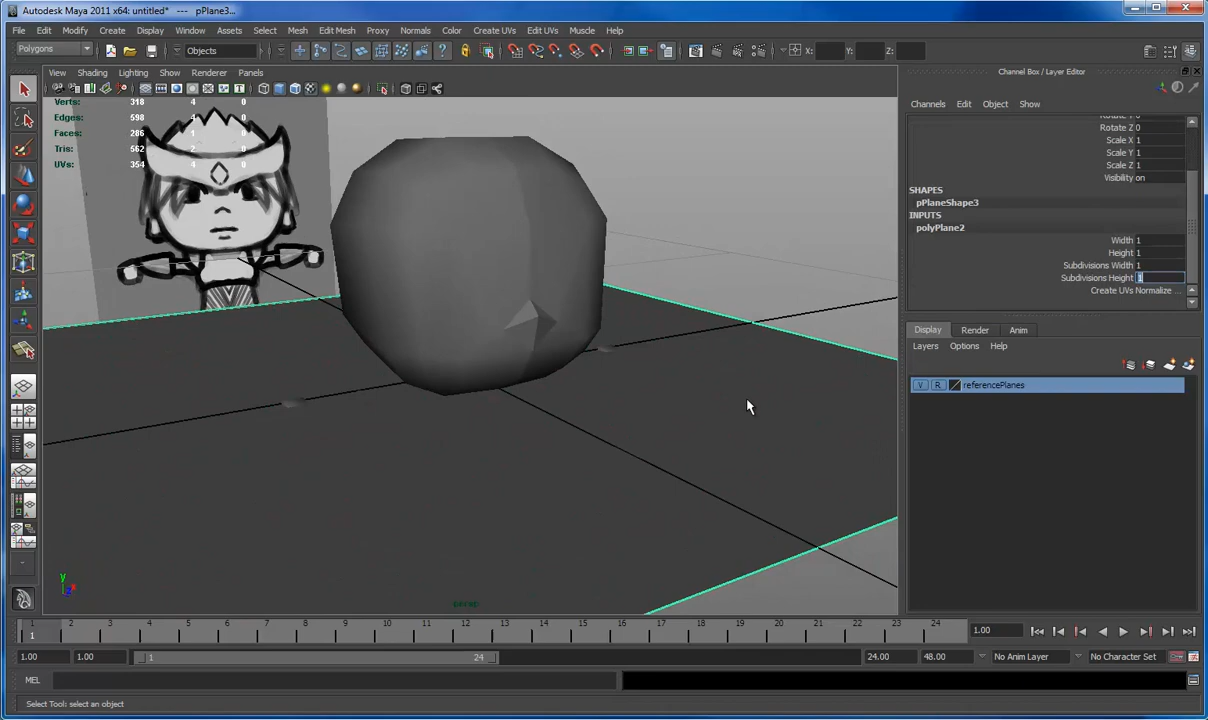 Autodesk Maya 2011 x64: untitled* --- pPlane3...
File Edit Modify Create Display Window Assets Select Mesh Edit Mesh Proxy Normals Color Create UVs Edit UVs Muscle Help
Polygons Objects X: Y: Z:
View Shading Lighting Show Renderer Panels
Verts: 318 4 0
Edges: 598 4 0
Faces: 286 1 0
Tris: 562 2 0
UVs: 354 4 0
y
z
persp
Channel Box / Layer Editor
Channels Edit Object Show
Rotate Y 0
Rotate Z 0
Scale X 1
Scale Y 1
Scale Z 1
Visibility on
SHAPES
pPlaneShape3
INPUTS
polyPlane2
Width 1
Height 1
Subdivisions Width 1
Subdivisions Height 1
Create UVs Normalize ...
Display Render Anim
Layers Options Help
V R referencePlanes
1 2 3 4 5 6 7 8 9 10 11 12 13 14 15 16 17 18 19 20 21 22 23 24
1
1.00
1.00 1.00 1 24 24.00 48.00 No Anim Layer No Character Set
MEL
Select Tool: select an object